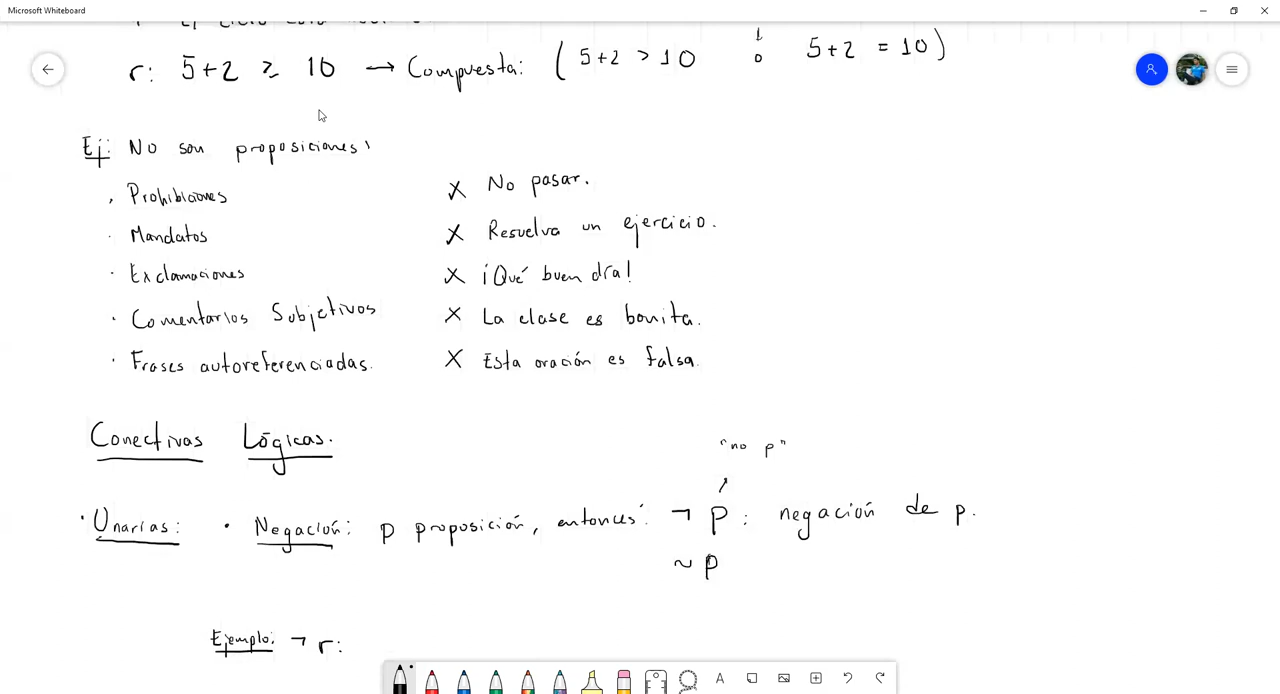 Microsoft Whiteboard
r: 5+2 ≥ 10 → Compuesta: ( 5+2 > 10 o 5+2 = 10 )
Ej: No son proposiciones:
· Prohibiciones X No pasar.
· Mandatos X Resuelva un ejercicio.
· Exclamaciones X ¡Qué buen día!
· Comentarios Subjetivos X La clase es bonita.
· Frases autoreferenciadas. X Esta oración es falsa.
Conectivas Lógicas.
"no p"
· Unarias: · Negación: p proposición, entonces: ¬ p : negación de p.
~ p
Ejemplo: ¬ r:
A